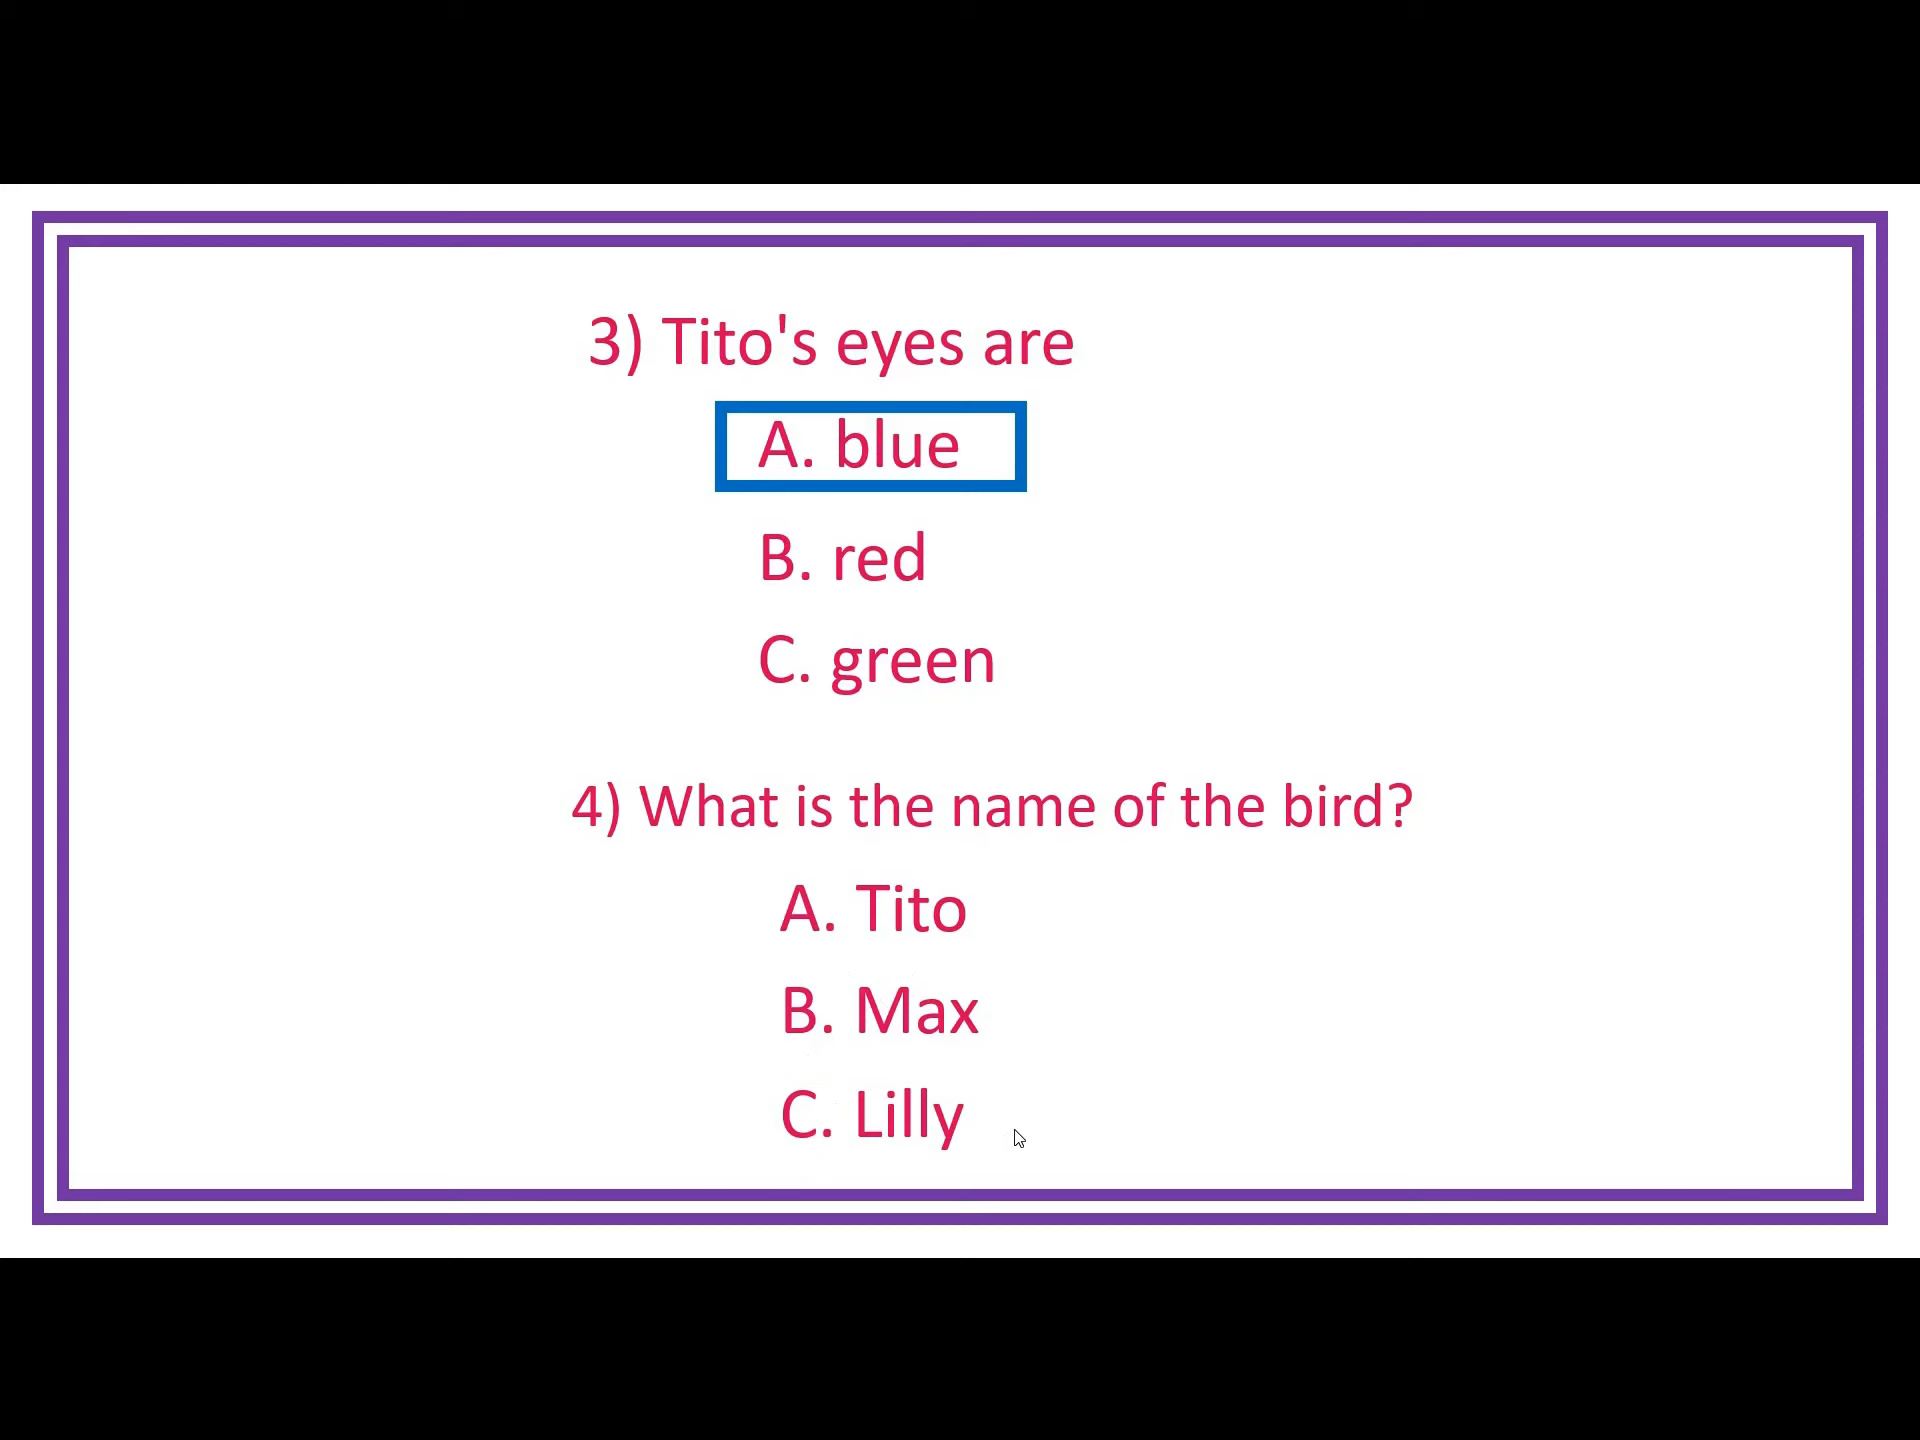 3) Tito's eyes are
A. blue
B. red
C. green
4) What is the name of the bird?
A. Tito
B. Max
C. Lilly